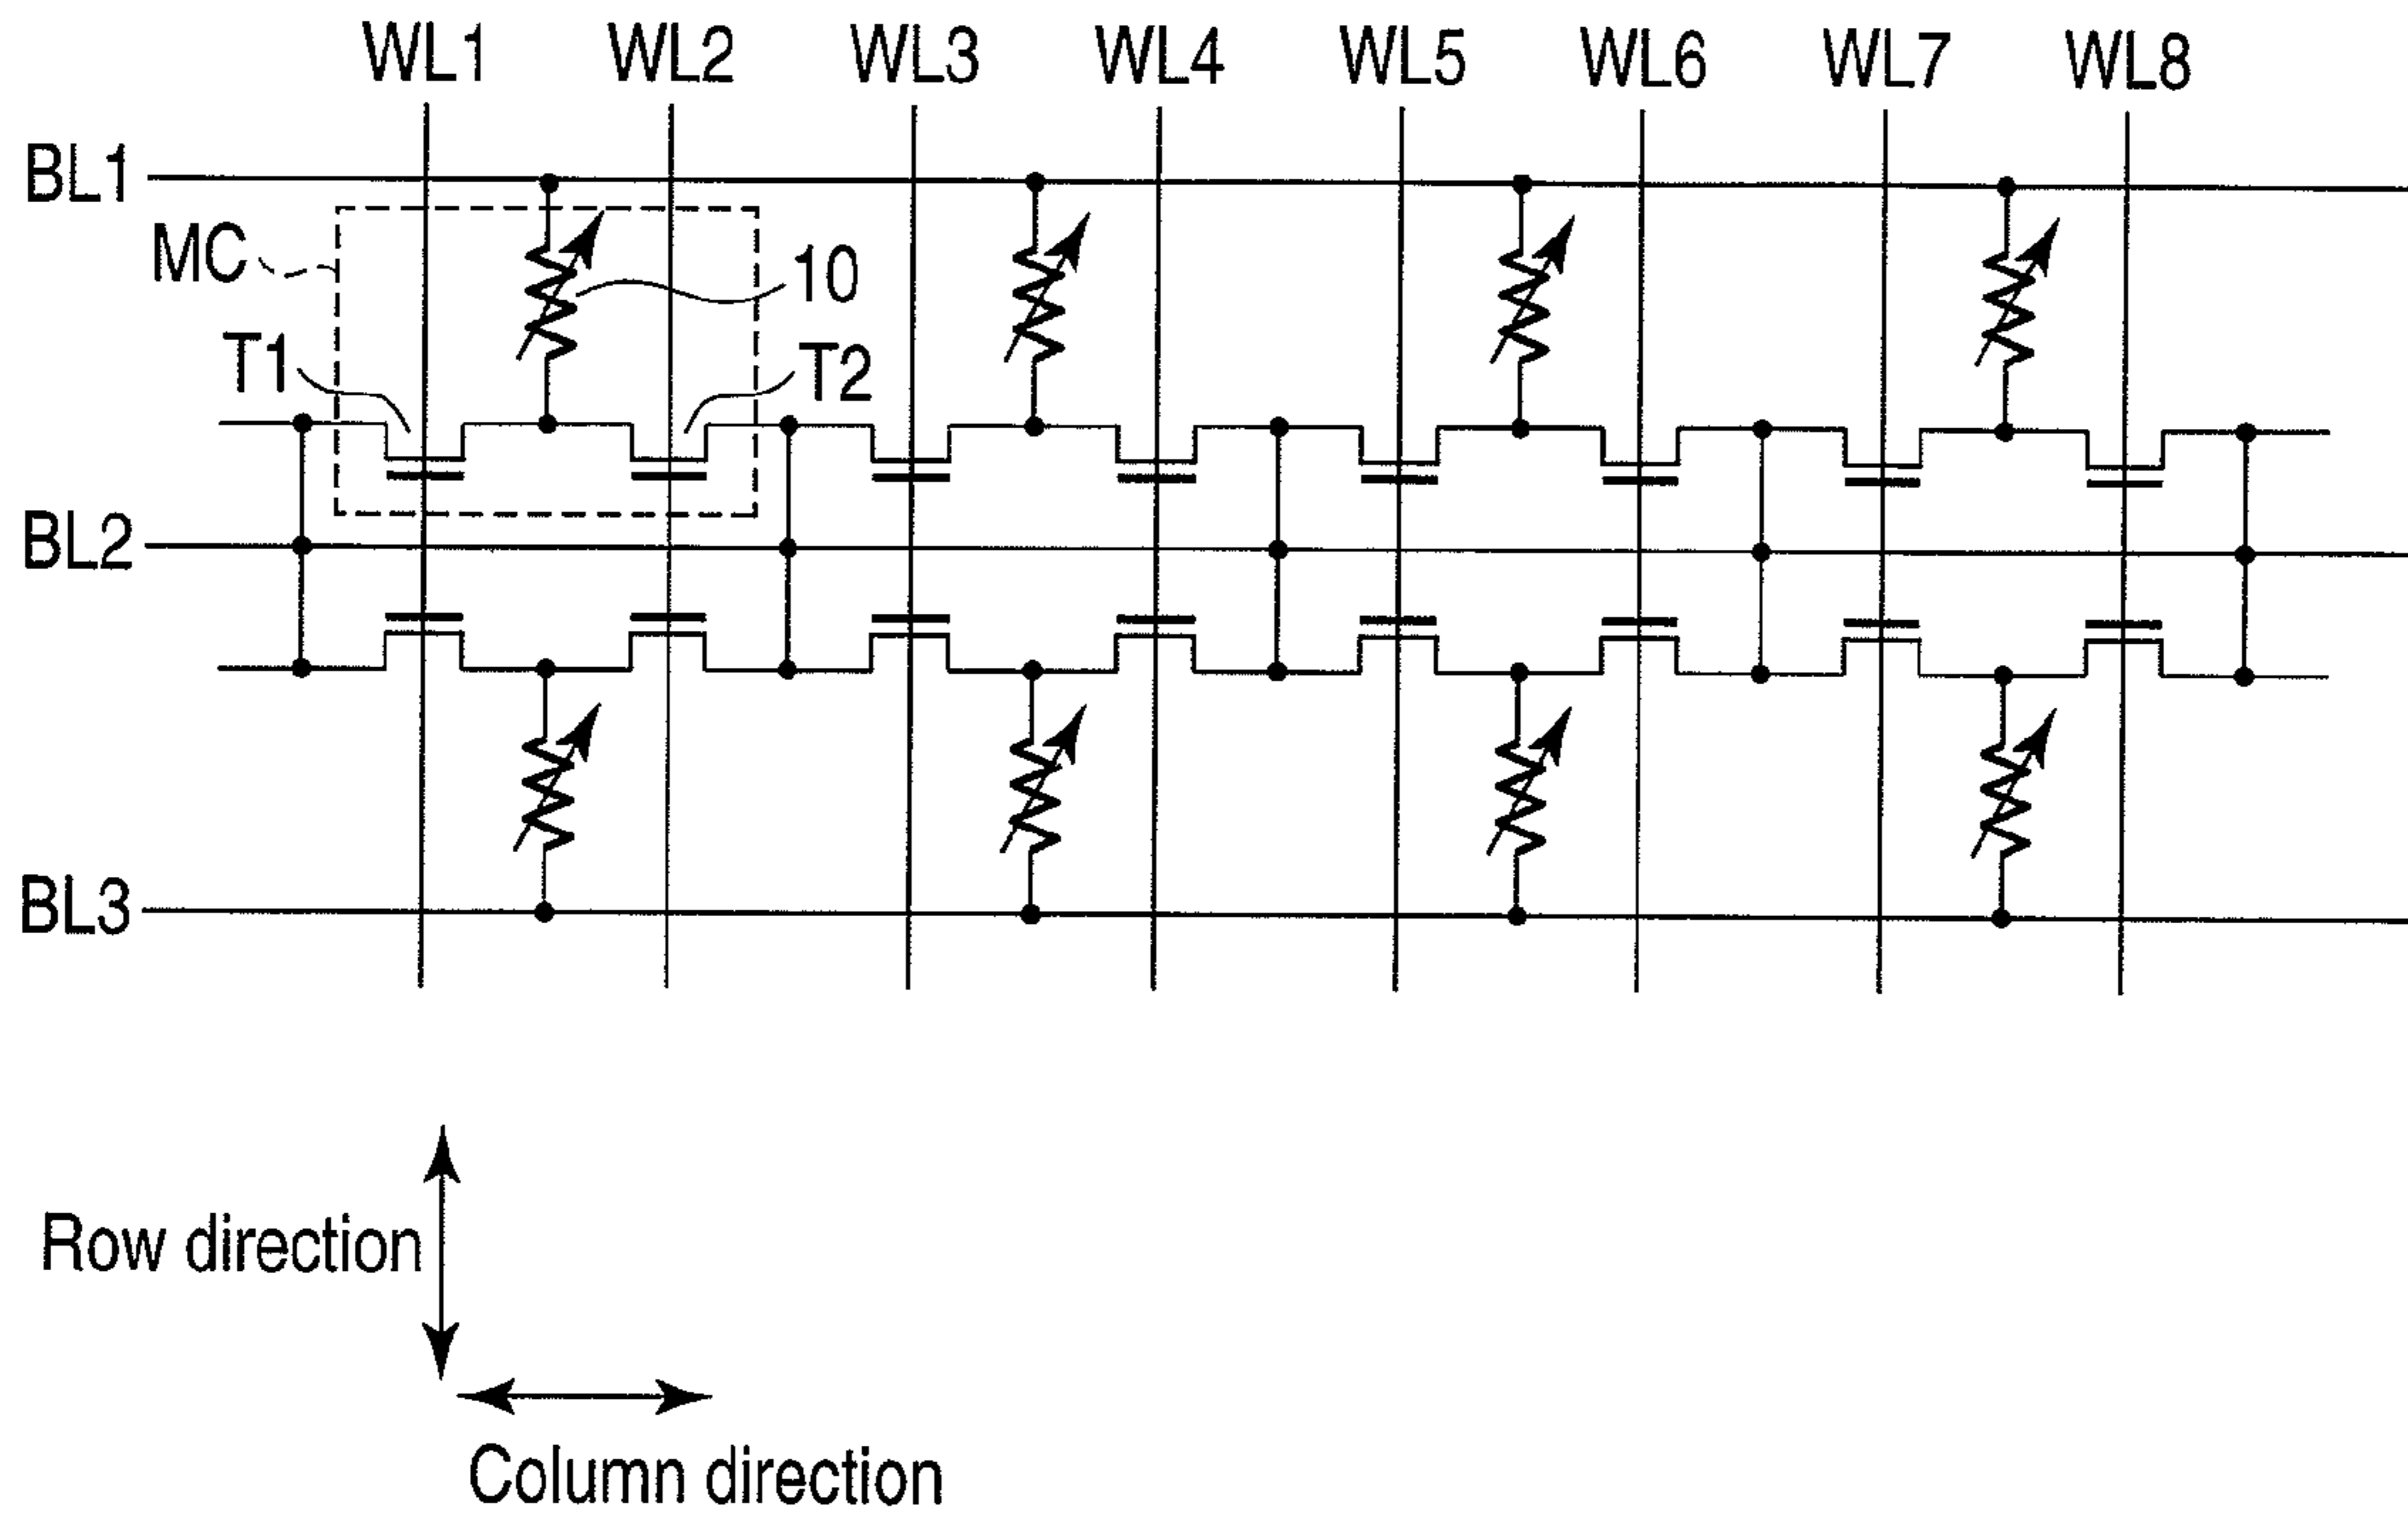 WL1 WL2 WL3 WL4 WL5 WL6 WL7 WL8
BL1
MC
10
T1
T2
BL2
BL3
Row direction
Column direction